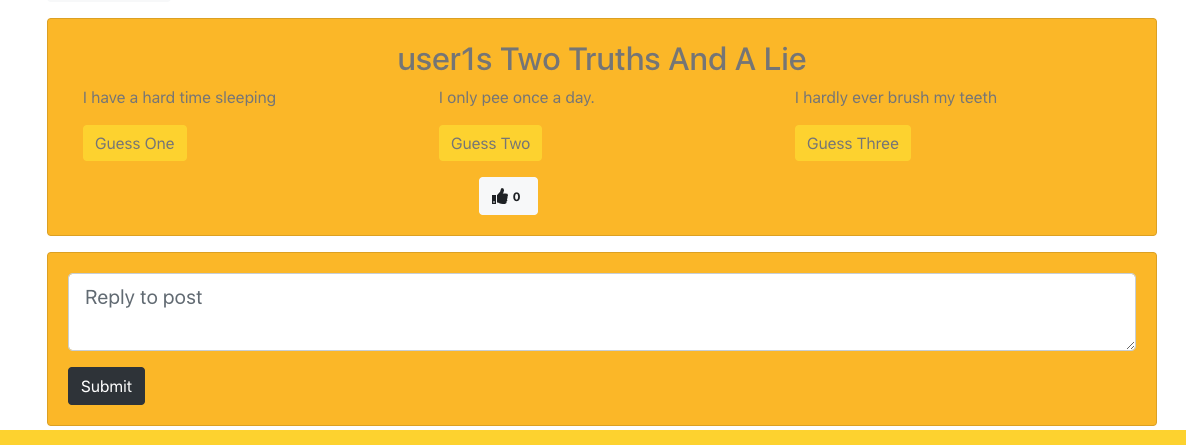 user1s Two Truths And A Lie
I have a hard time sleeping
I only pee once a day.
I hardly ever brush my teeth
Guess One
Guess Two
Guess Three
0
Reply to post
Submit